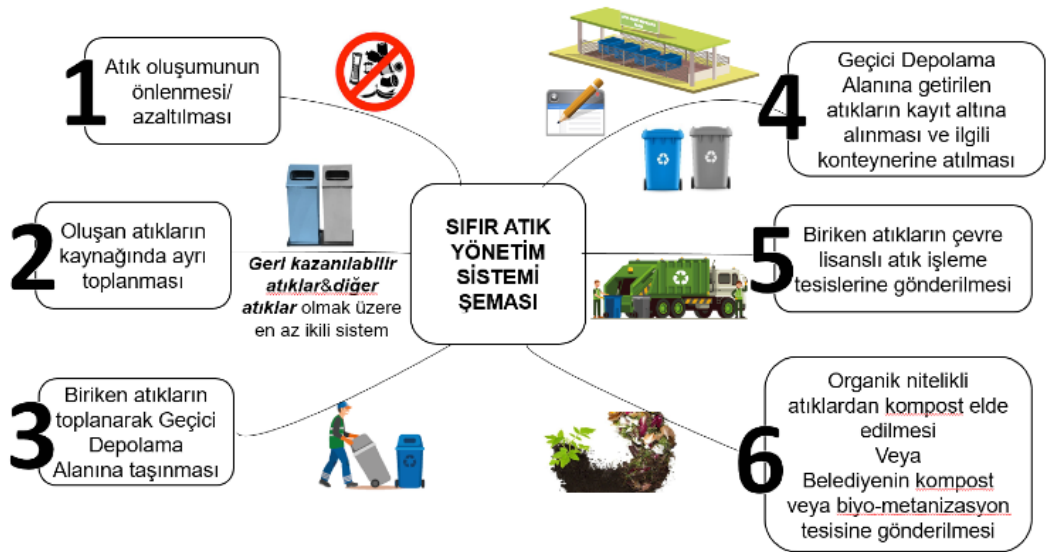 1
Atık oluşumunun
önlenmesi/
azaltılması
2
Oluşan atıkların
kaynağında ayrı
toplanması
Geri kazanılabilir
atıklar&diğer
atıklar olmak üzere
en az ikili sistem
3
Biriken atıkların
toplanarak Geçici
Depolama
Alanına taşınması
SIFIR ATIK
YÖNETİM
SİSTEMİ
ŞEMASI
4
Geçici Depolama
Alanına getirilen
atıkların kayıt altına
alınması ve ilgili
konteynerine atılması
5
Biriken atıkların çevre
lisanslı atık işleme
tesislerine gönderilmesi
6
Organik nitelikli
atıklardan kompost elde
edilmesi
Veya
Belediyenin kompost
veya biyo-metanizasyon
tesisine gönderilmesi